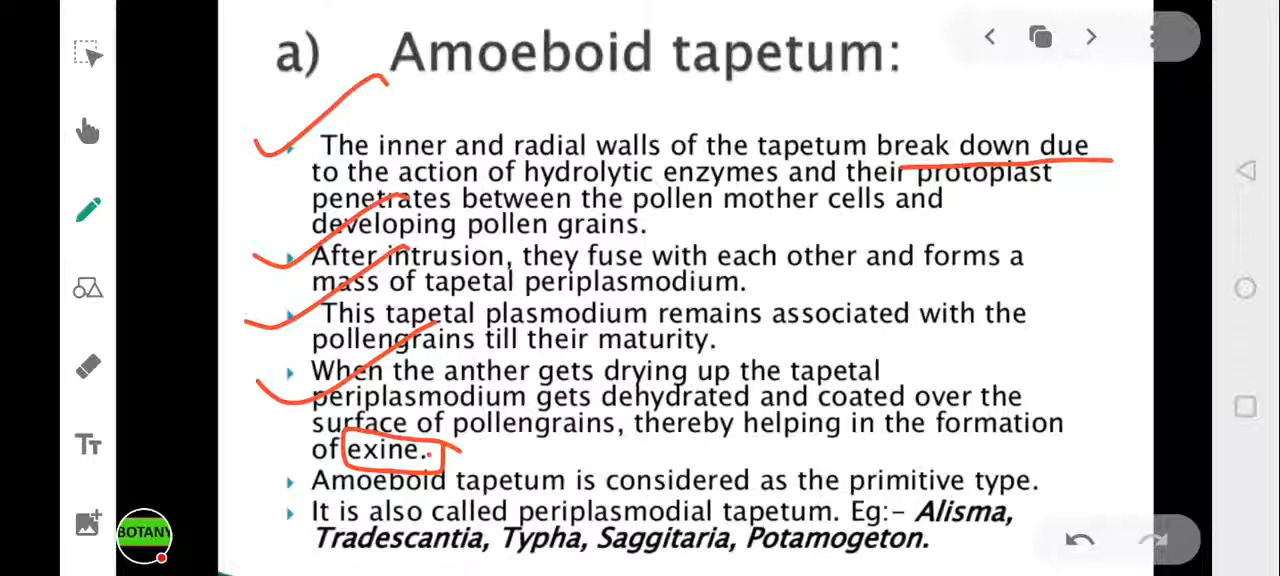 a) Amoeboid tapetum:
The inner and radial walls of the tapetum break down due
to the action of hydrolytic enzymes and their protoplast
penetrates between the pollen mother cells and
developing pollen grains.
After intrusion, they fuse with each other and forms a
mass of tapetal periplasmodium.
This tapetal plasmodium remains associated with the
pollengrains till their maturity.
When the anther gets drying up the tapetal
periplasmodium gets dehydrated and coated over the
surface of pollengrains, thereby helping in the formation
of exine.
Amoeboid tapetum is considered as the primitive type.
It is also called periplasmodial tapetum. Eg:- Alisma,
Tradescantia, Typha, Saggitaria, Potamogeton.
TT
BOTANY